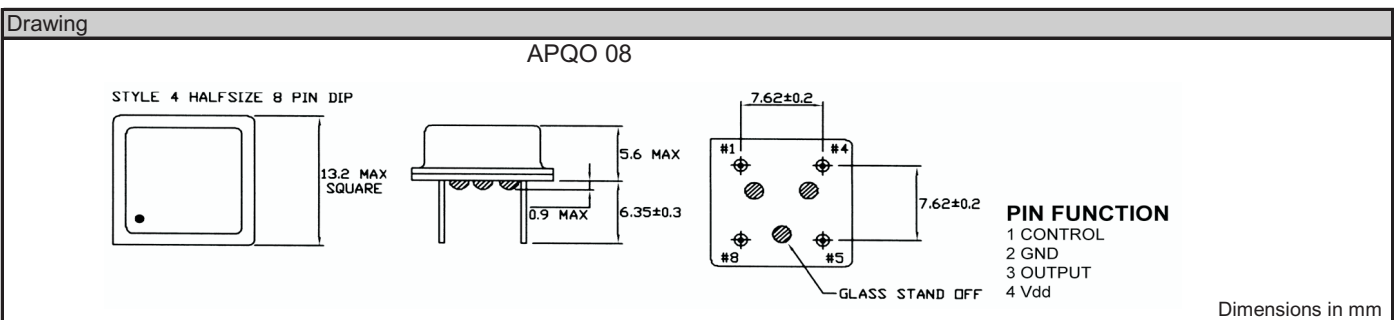 Drawing
APQO 08
STYLE 4 HALFSIZE 8 PIN DIP
13.2 MAX
SQUARE
5.6 MAX
0.9 MAX
6.35±0.3
7.62±0.2
#1
#4
7.62±0.2
#8
#5
GLASS STAND OFF
PIN FUNCTION
1 CONTROL
2 GND
3 OUTPUT
4 Vdd
Dimensions in mm